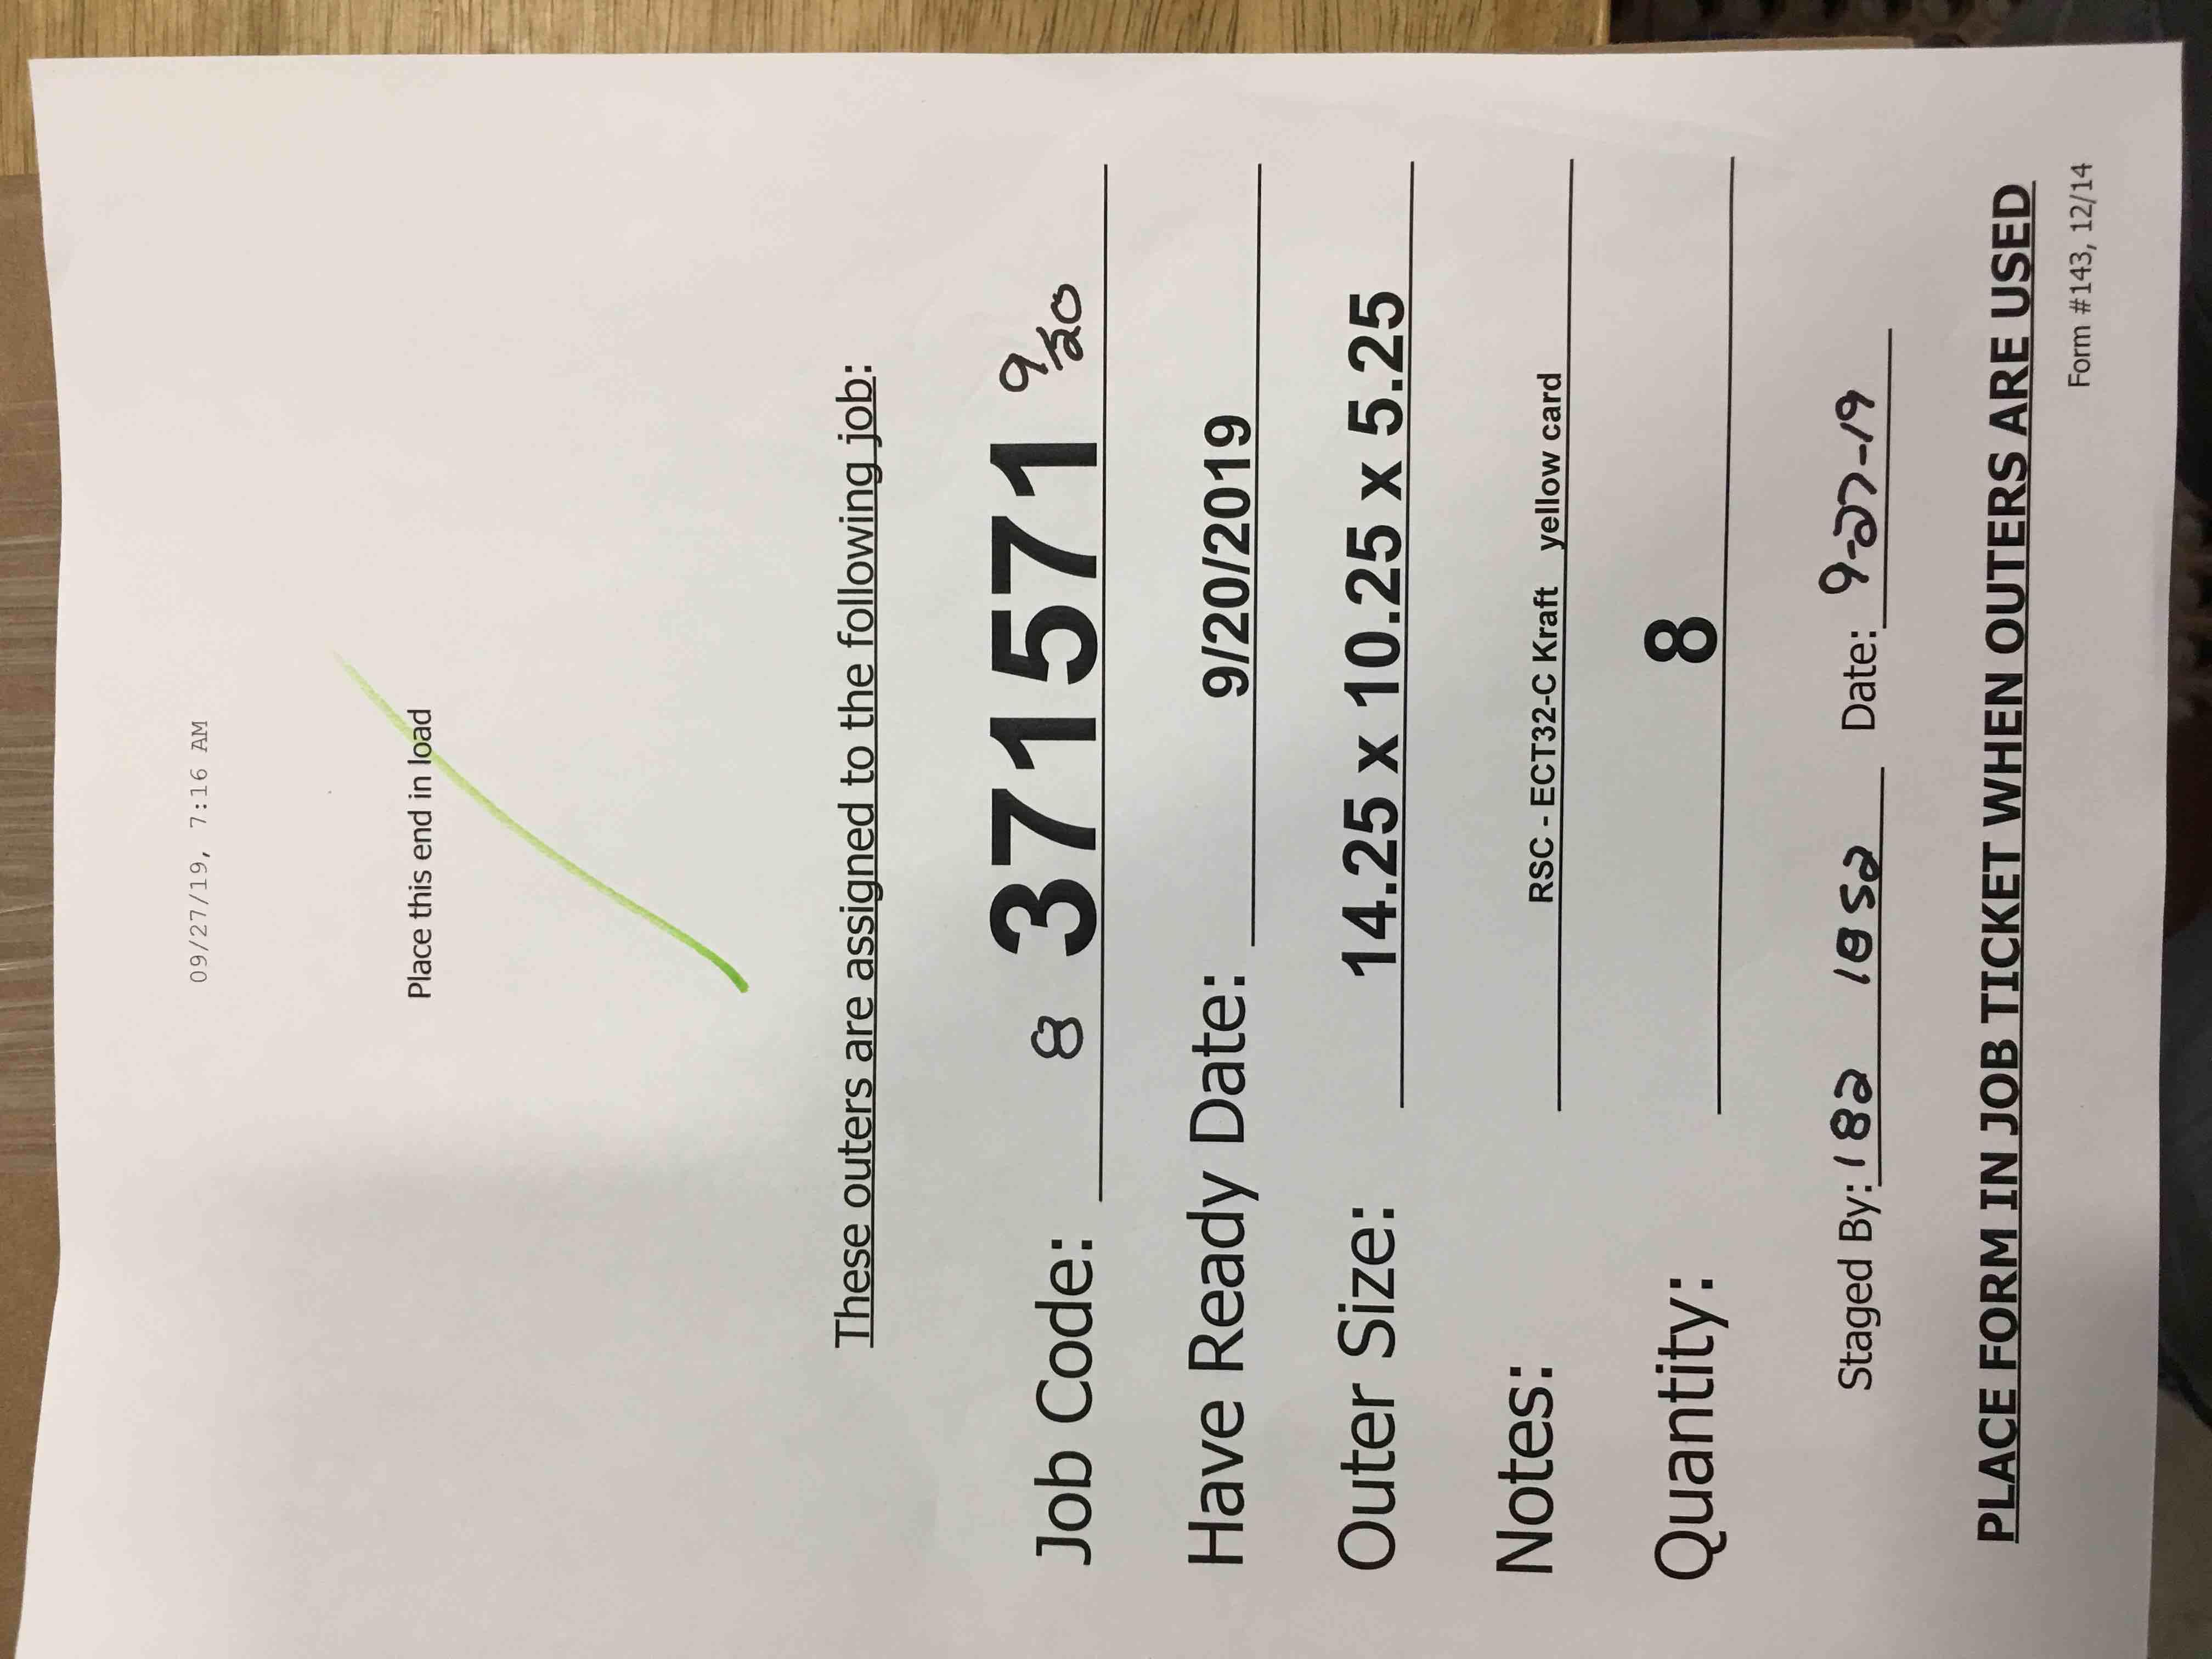 09/27/19, 7:16 AM
Place this end in load
These outers are assigned to the following job:
Job Code: 8 371571 9/20
Have Ready Date: 9/20/2019
Outer Size: 14.25 x 10.25 x 5.25
Notes: RSC - ECT32-C Kraft yellow card
Quantity: 8
Staged By: 182 1852 Date: 9-27-19
PLACE FORM IN JOB TICKET WHEN OUTERS ARE USED
Form #143, 12/14